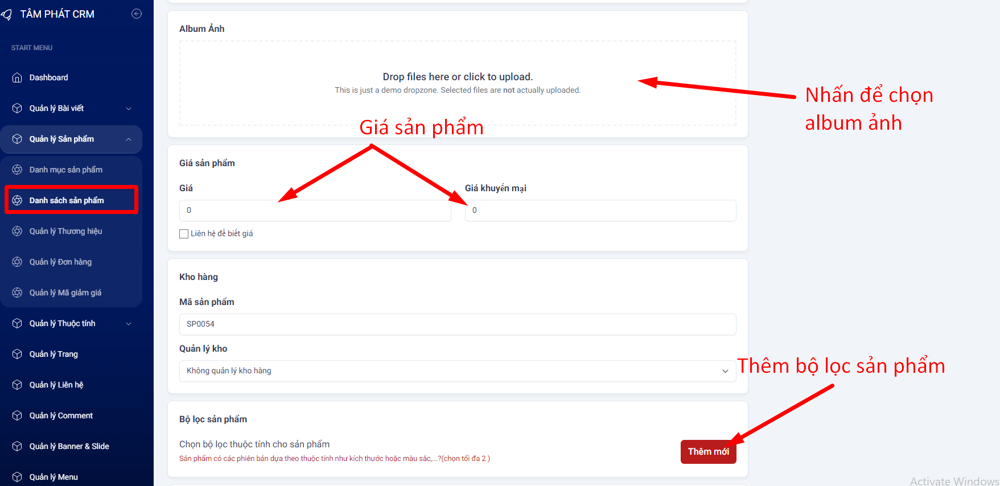 TÂM PHÁT CRM
START MENU
Dashboard
Quản lý Bài viết
Quản lý Sản phẩm
Danh mục sản phẩm
Danh sách sản phẩm
Quản lý Thương hiệu
Quản lý Đơn hàng
Quản lý Mã giảm giá
Quản lý Thuộc tính
Quản lý Trang
Quản lý Liên hệ
Quản lý Comment
Quản lý Banner & Slide
Quản lý Menu
Album Ảnh
Drop files here or click to upload.
This is just a demo dropzone. Selected files are not actually uploaded.
Nhấn để chọn
album ảnh
Giá sản phẩm
Giá sản phẩm
Giá
Giá khuyến mại
0
0
Liên hệ để biết giá
Kho hàng
Mã sản phẩm
SP0054
Quản lý kho
Không quản lý kho hàng
Thêm bộ lọc sản phẩm
Bộ lọc sản phẩm
Chọn bộ lọc thuộc tính cho sản phẩm
Sản phẩm có các phiên bản dựa theo thuộc tính như kích thước hoặc màu sắc,...?(chọn tối đa 2 )
Thêm mới
Activate Windows